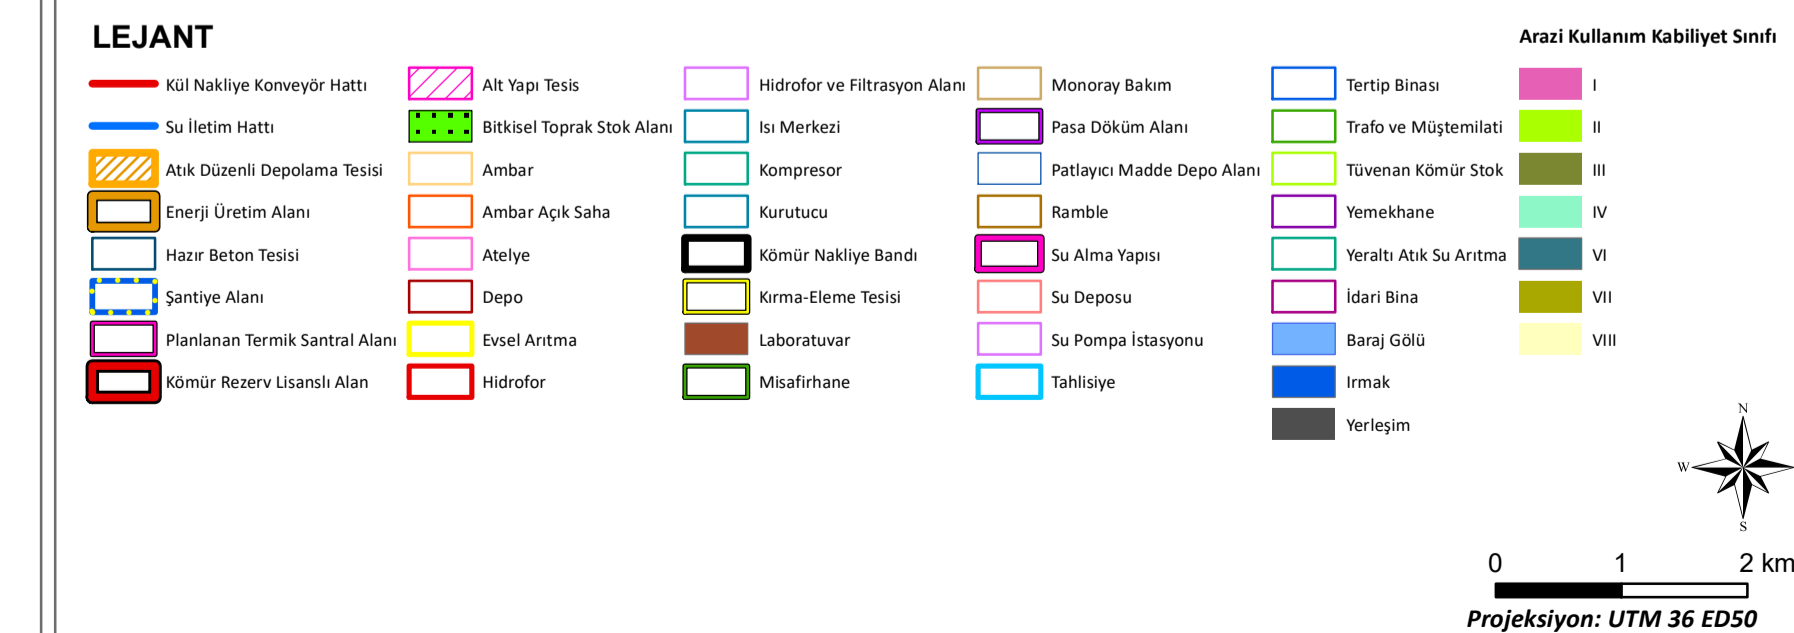 LEJANT
Kül Nakliye Konveyör Hattı
Su İletim Hattı
Atık Düzenli Depolama Tesisi
Enerji Üretim Alanı
Hazır Beton Tesisi
Şantiye Alanı
Planlanan Termik Santral Alanı
Kömür Rezerv Lisanslı Alan
Alt Yapı Tesis
Bitkisel Toprak Stok Alanı
Ambar
Ambar Açık Saha
Atelye
Depo
Evsel Arıtma
Hidrofor
Hidrofor ve Filtrasyon Alanı
Isı Merkezi
Kompresor
Kurutucu
Kömür Nakliye Bandı
Kırma-Eleme Tesisi
Laboratuvar
Misafirhane
Monoray Bakım
Pasa Döküm Alanı
Patlayıcı Madde Depo Alanı
Ramble
Su Alma Yapısı
Su Deposu
Su Pompa İstasyonu
Tahlisiye
Tertip Binası
Trafo ve Müştemilati
Tüvenan Kömür Stok
Yemekhane
Yeraltı Atık Su Arıtma
İdari Bina
Baraj Gölü
Irmak
Yerleşim
Arazi Kullanım Kabiliyet Sınıfı
I
II
III
IV
VI
VII
VIII
N
W
S
0 1 2 km
Projeksiyon: UTM 36 ED50